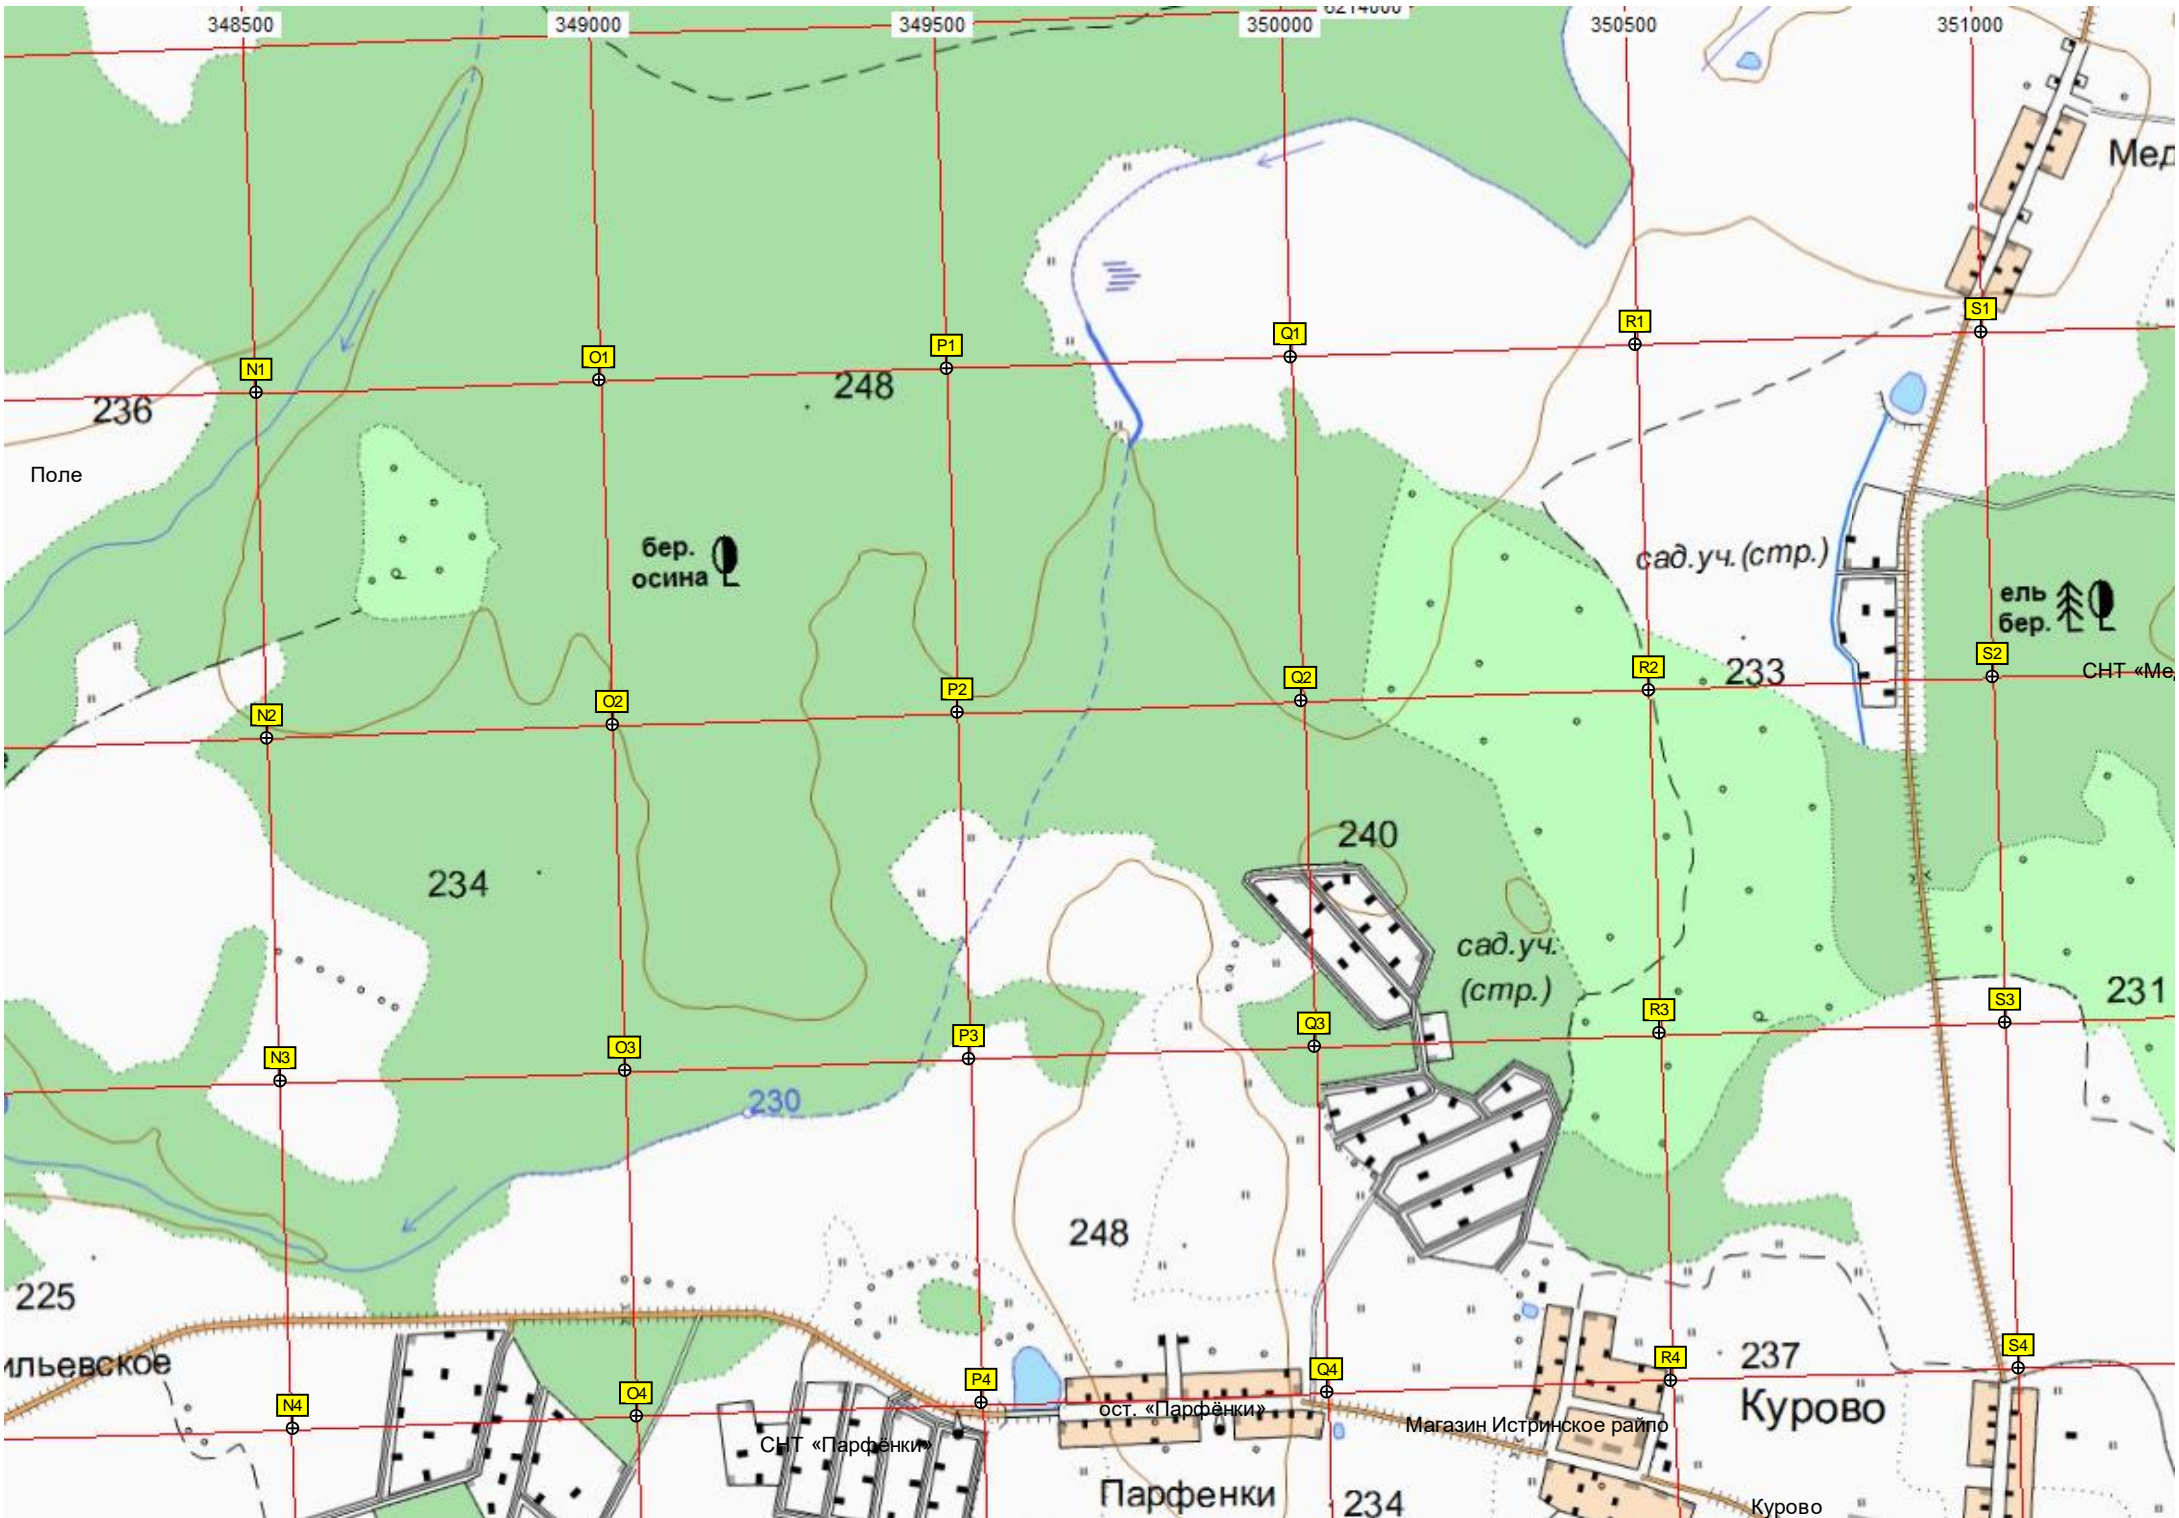 348500 349000 349500 350000 6214000 350500 351000
Мед
S1
R1
Q1
P1
O1
N1
248
236
Поле
бер.
осина
сад.уч.(стр.)
ель
бер.
S2
СНТ «Ме
R2
233
Q2
P2
O2
N2
240
234
сад.уч.
(стр.)
231
S3
R3
Q3
P3
O3
N3
230
248
225
237
S4
R4
Q4
P4
O4
N4
ильевское
Курово
ост. «Парфёнки»
Магазин Истринское райпо
СНТ «Парфёнки»
Парфенки
234
Курово